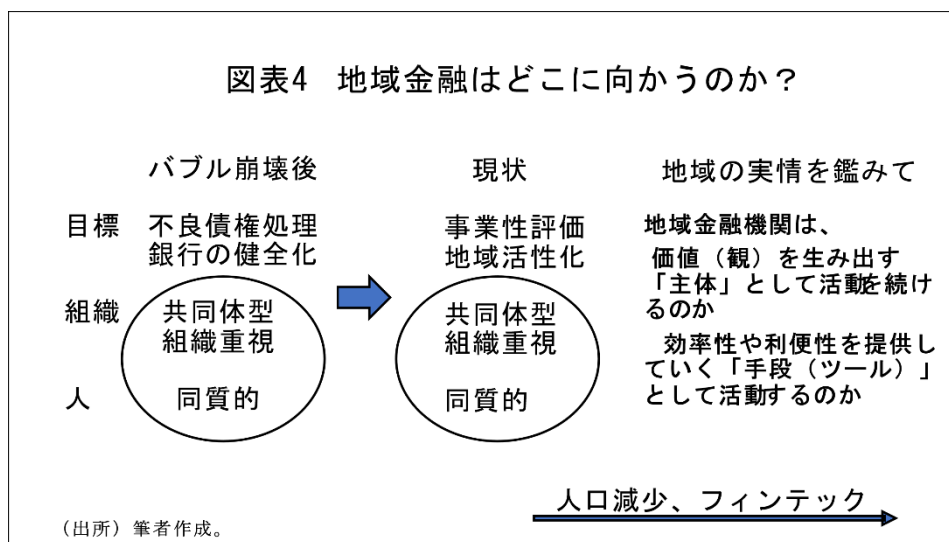 図表4 地域金融はどこに向かうのか？
バブル崩壊後 現状 地域の実情を鑑みて
目標 不良債権処理 事業性評価
銀行の健全化 地域活性化
組織 共同体型 共同体型
組織重視 組織重視
人 同質的 同質的
地域金融機関は、
価値（観）を生み出す
「主体」として活動を続け
るのか
効率性や利便性を提供し
ていく「手段（ツール）」
として活動するのか
人口減少、フィンテック
（出所）筆者作成。